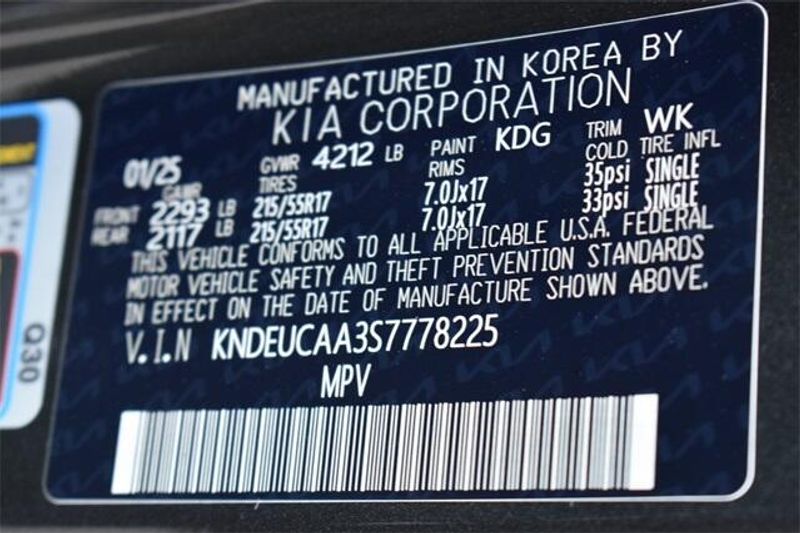 MANUFACTURED IN KOREA BY
KIA CORPORATION
01/25 GVWR 4212 LB PAINT KDG TRIM WK
GAWR TIRES RIMS COLD TIRE INFL
FRONT 2293 LB 215/55R17 7.0Jx17 35psi SINGLE
REAR 2117 LB 215/55R17 7.0Jx17 33psi SINGLE
THIS VEHICLE CONFORMS TO ALL APPLICABLE U.S.A. FEDERAL
MOTOR VEHICLE SAFETY AND THEFT PREVENTION STANDARDS
IN EFFECT ON THE DATE OF MANUFACTURE SHOWN ABOVE.
V.I.N KNDEUCAA3S7778225
MPV
Q30